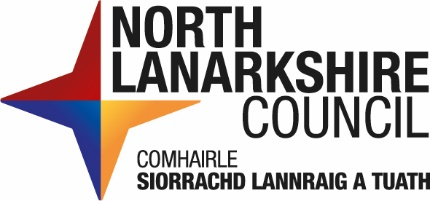 NORTH
LANARKSHIRE
COUNCIL
COMHAIRLE
SIORRACHD LANNRAIG A TUATH